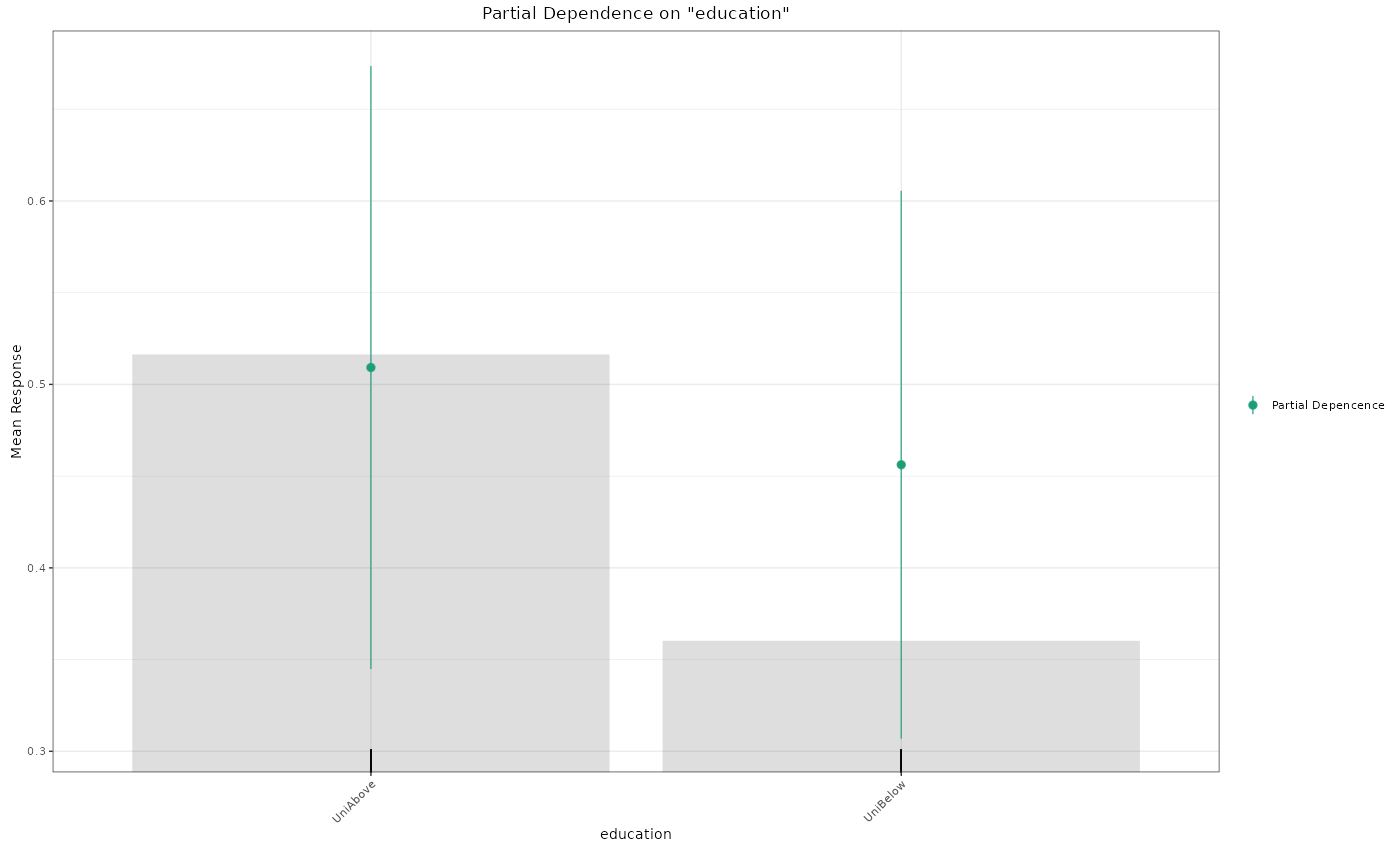 Partial Dependence on "education"
Mean Response
0.6
0.5
0.4
0.3
UniAbove
UniBelow
education
Partial Depencence